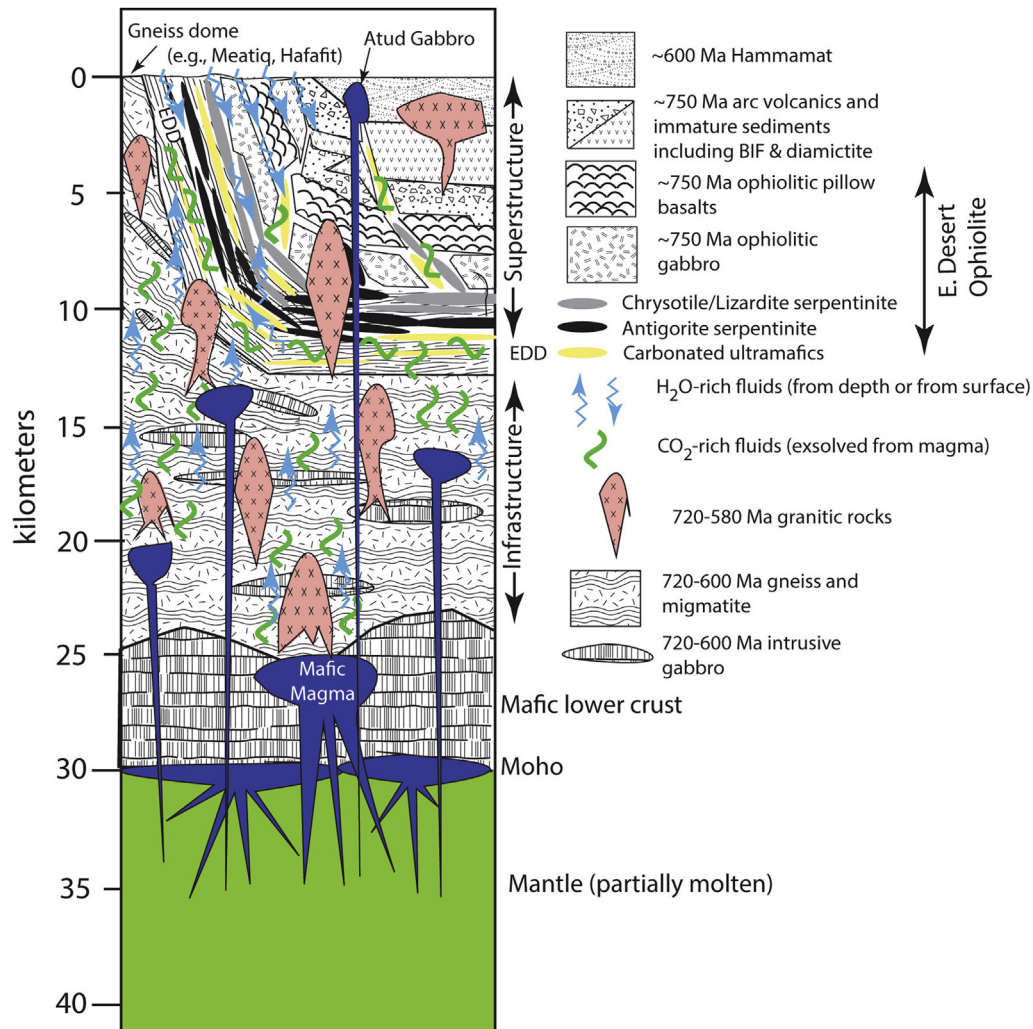 Gneiss dome
(e.g., Meatiq, Hafafit)
Atud Gabbro
0
5
10
15
20
25
30
35
40
kilometers
EDD
Superstructure
Infrastructure
Mafic
Magma
Mafic lower crust
Moho
Mantle (partially molten)
~600 Ma Hammamat
~750 Ma arc volcanics and
immature sediments
including BIF & diamictite
~750 Ma ophiolitic pillow
basalts
~750 Ma ophiolitic
gabbro
Chrysotile/Lizardite serpentinite
Antigorite serpentinite
EDD
Carbonated ultramafics
E. Desert
Ophiolite
H2O-rich fluids (from depth or from surface)
CO2-rich fluids (exsolved from magma)
720-580 Ma granitic rocks
720-600 Ma gneiss and
migmatite
720-600 Ma intrusive
gabbro